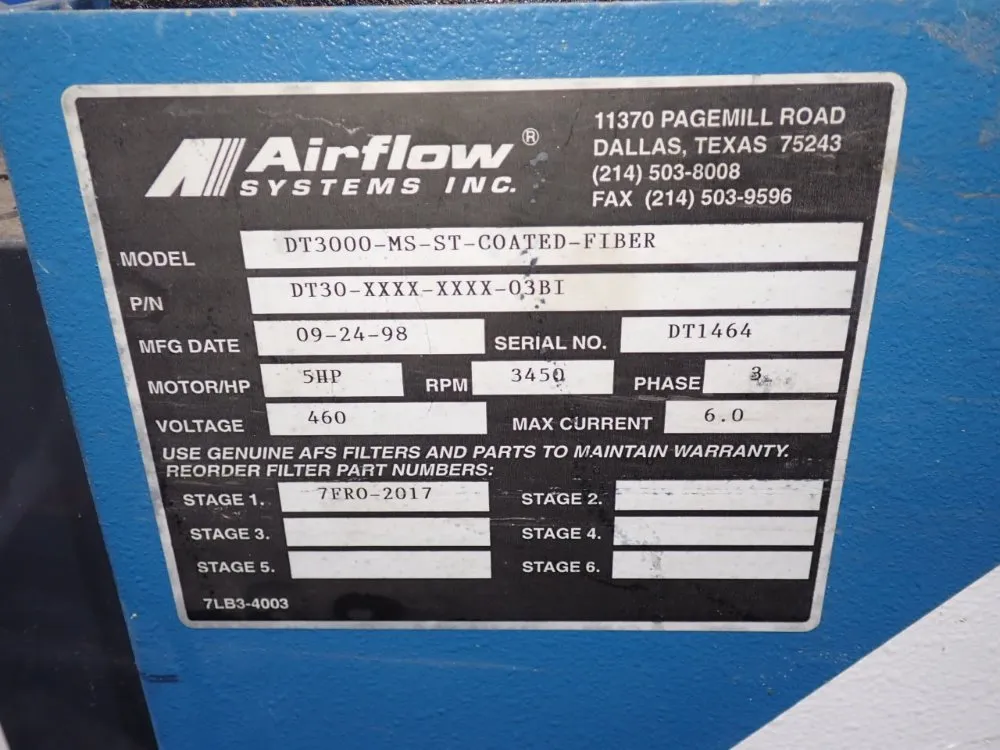 Airflow ®
SYSTEMS INC.
11370 PAGEMILL ROAD
DALLAS, TEXAS 75243
(214) 503-8008
FAX (214) 503-9596
MODEL DT3000-MS-ST-COATED-FIBER
P/N DT30-XXXX-XXXX-03BI
MFG DATE 09-24-98 SERIAL NO. DT1464
MOTOR/HP 5HP RPM 3450 PHASE 3
VOLTAGE 460 MAX CURRENT 6.0
USE GENUINE AFS FILTERS AND PARTS TO MAINTAIN WARRANTY.
REORDER FILTER PART NUMBERS:
STAGE 1. 7FRO-2017 STAGE 2.
STAGE 3. STAGE 4.
STAGE 5. STAGE 6.
7LB3-4003